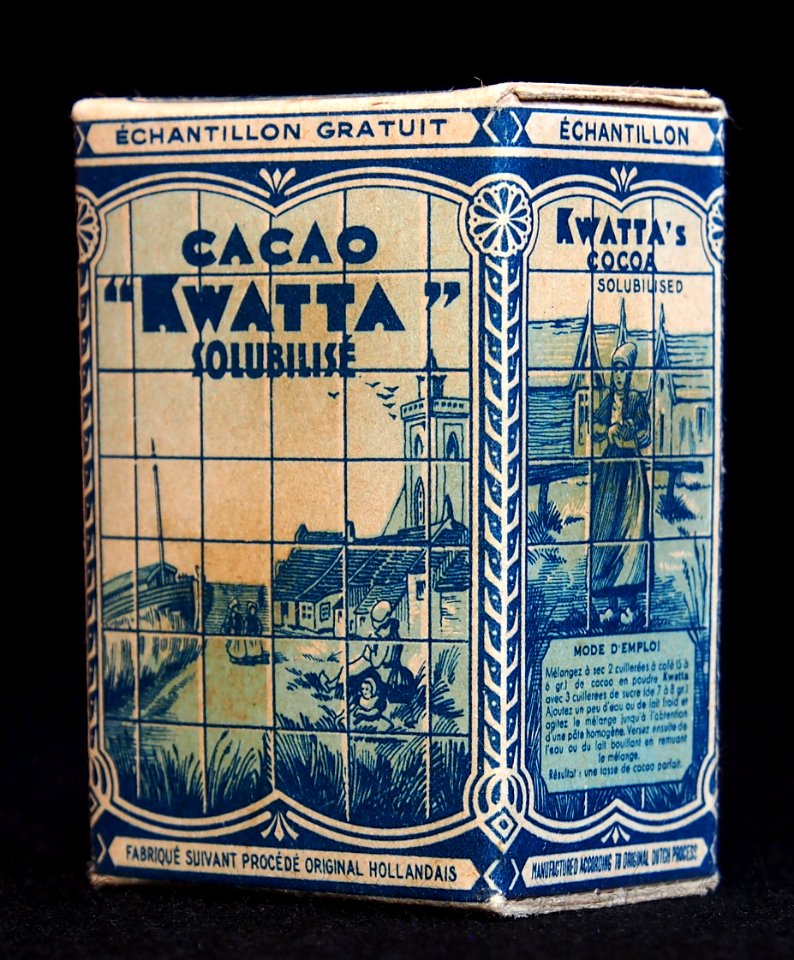 ÉCHANTILLON GRATUIT
CACAO
“KWATTA”
SOLUBILISÉ
FABRIQUÉ SUIVANT PROCÉDÉ ORIGINAL HOLLANDAIS
ÉCHANTILLON
KWATTA's
COCOA
SOLUBILISED
MODE D'EMPLOI
Mélangez à sec 2 cuillerées à café (5 à
6 gr.) de cacao en poudre Kwatta
avec 3 cuillerées de sucre (de 7 à 8 gr.)
Ajoutez un peu d'eau ou de lait froid et
agitez le mélange jusqu'à l'obtention
d'une pâte homogène. Versez ensuite de
l'eau ou du lait bouillant en remuant
le mélange.
Résultat : une tasse de cacao parfait.
MANUFACTURED ACCORDING TO ORIGINAL DUTCH PROCESS